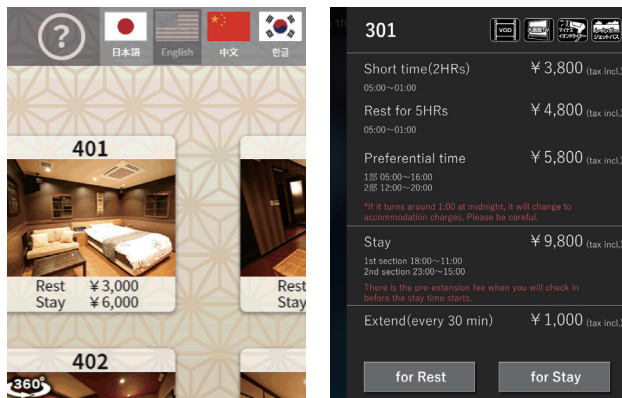 ?
日本語 English 中文 한글
401
Rest ¥3,000
Stay ¥6,000
Rest
Stay
402
360°
301
VOD
Short time(2HRs) ¥3,800 (tax incl.)
05:00～01:00
Rest for 5HRs ¥4,800 (tax incl.)
05:00～01:00
Preferential time ¥5,800 (tax incl.)
1部 05:00～16:00
2部 12:00～20:00
*If it turns around 1:00 at midnight, it will change to
accommodation charges. Please be careful.
Stay ¥9,800 (tax incl.)
1st section 18:00～11:00
2nd section 23:00～15:00
There is the pre-extension fee when you will check in
before the stay time starts.
Extend(every 30 min) ¥1,000 (tax incl.)
for Rest for Stay